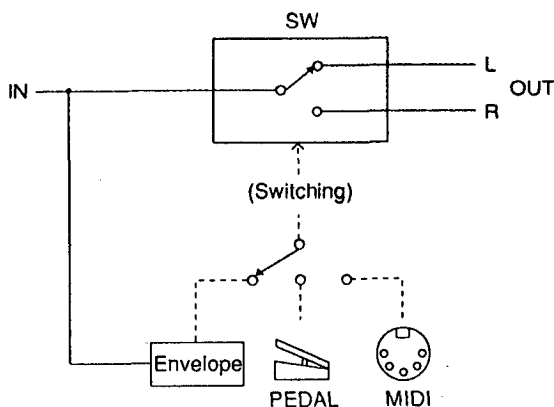 SW
L
IN
OUT
R
(Switching)
Envelope
PEDAL
MIDI